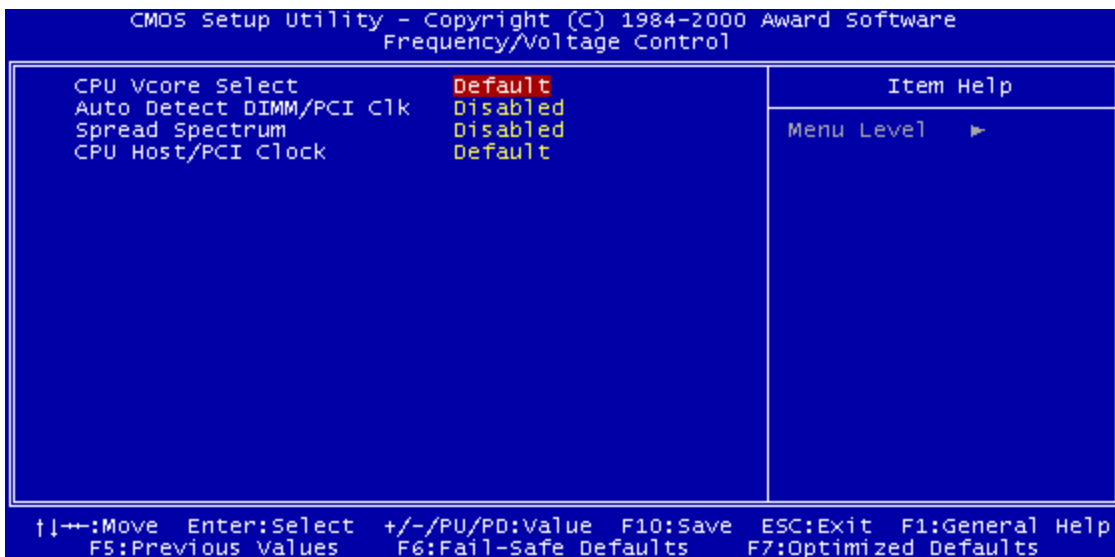 CMOS Setup Utility – Copyright (C) 1984–2000 Award Software
Frequency/Voltage Control
CPU Vcore Select Default
Auto Detect DIMM/PCI Clk Disabled
Spread Spectrum Disabled
CPU Host/PCI Clock Default
Item Help
Menu Level ►
↑↓→←:Move Enter:Select +/-/PU/PD:Value F10:Save ESC:Exit F1:General Help
F5:Previous Values F6:Fail-Safe Defaults F7:Optimized Defaults